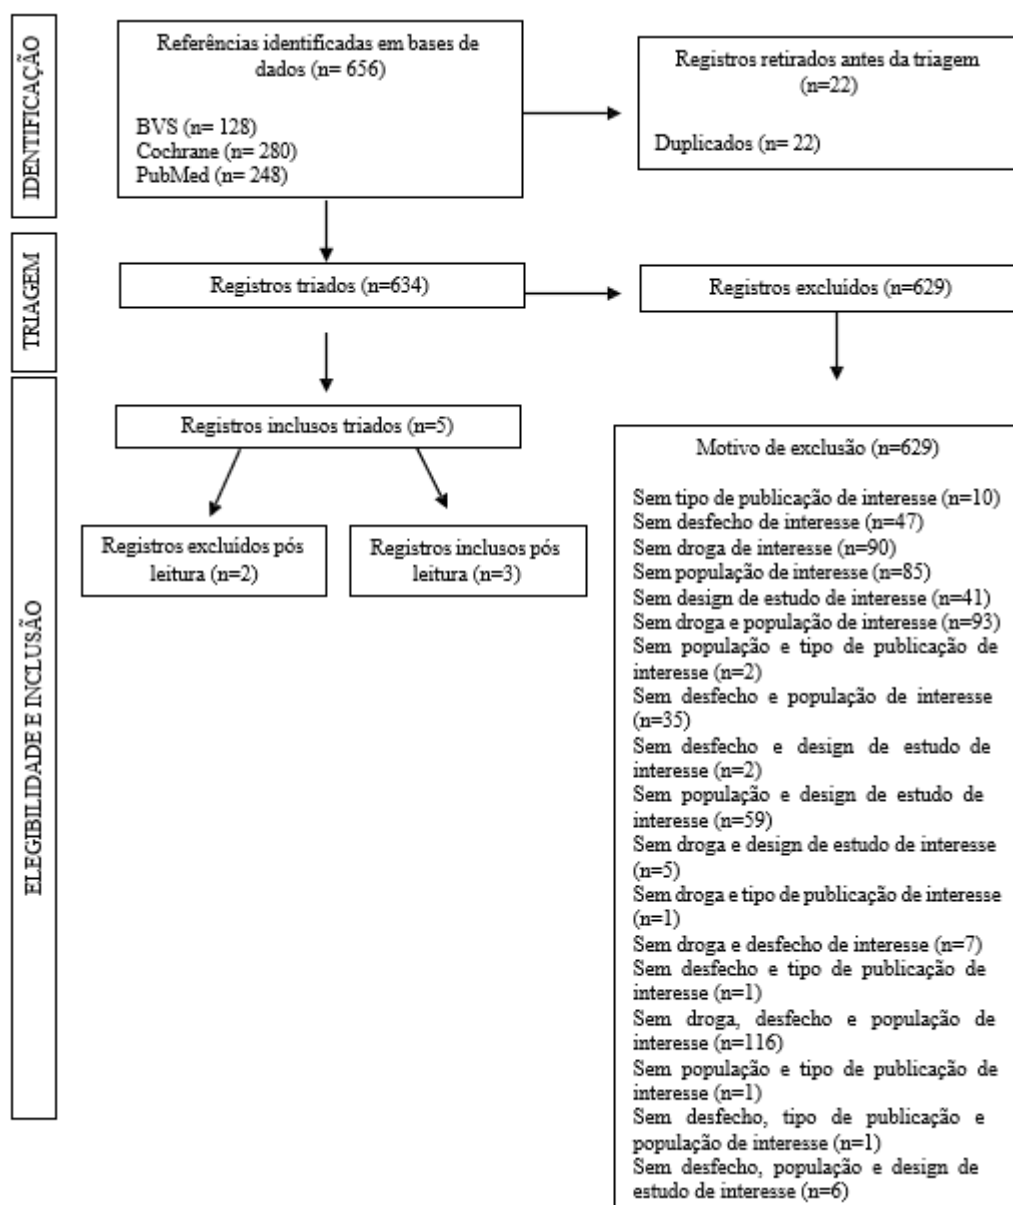 IDENTIFICAÇÃO
Referências identificadas em bases de
dados (n= 656)
BVS (n= 128)
Cochrane (n= 280)
PubMed (n= 248)
Registros retirados antes da triagem
(n=22)
Duplicados (n= 22)
TRIAGEM
Registros triados (n=634)
Registros excluídos (n=629)
ELEGIBILIDADE E INCLUSÃO
Registros inclusos triados (n=5)
Registros excluídos pós
leitura (n=2)
Registros inclusos pós
leitura (n=3)
Motivo de exclusão (n=629)
Sem tipo de publicação de interesse (n=10)
Sem desfecho de interesse (n=47)
Sem droga de interesse (n=90)
Sem população de interesse (n=85)
Sem design de estudo de interesse (n=41)
Sem droga e população de interesse (n=93)
Sem população e tipo de publicação de
interesse (n=2)
Sem desfecho e população de interesse
(n=35)
Sem desfecho e design de estudo de
interesse (n=2)
Sem população e design de estudo de
interesse (n=59)
Sem droga e design de estudo de interesse
(n=5)
Sem droga e tipo de publicação de interesse
(n=1)
Sem droga e desfecho de interesse (n=7)
Sem desfecho e tipo de publicação de
interesse (n=1)
Sem droga, desfecho e população de
interesse (n=116)
Sem população e tipo de publicação de
interesse (n=1)
Sem desfecho, tipo de publicação e
população de interesse (n=1)
Sem desfecho, população e design de
estudo de interesse (n=6)